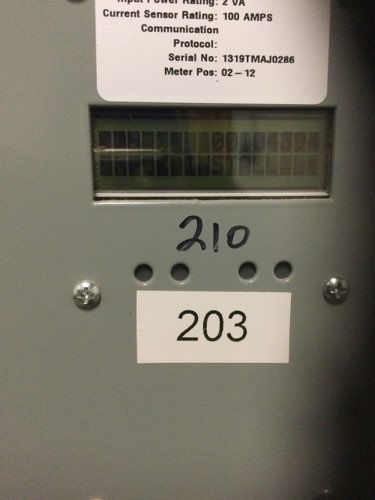 Input Power Rating: 2 VA
Current Sensor Rating: 100 AMPS
Communication
Protocol:
Serial No: 1319TMAJ0286
Meter Pos: 02-12
210
203